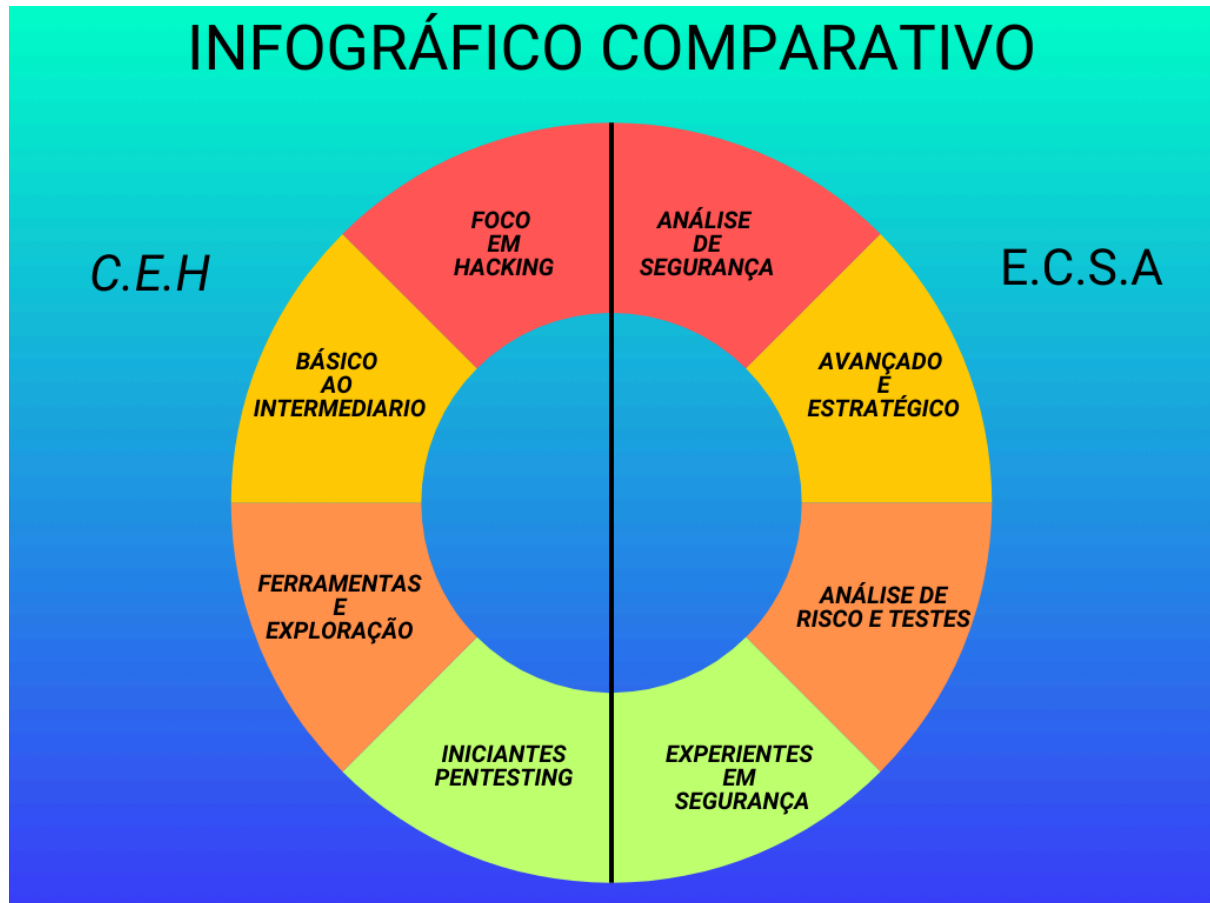 INFOGRÁFICO COMPARATIVO
C.E.H
E.C.S.A
FOCO
EM
HACKING
ANÁLISE
DE
SEGURANÇA
BÁSICO
AO
INTERMEDIARIO
AVANÇADO
E
ESTRATÉGICO
FERRAMENTAS
E
EXPLORAÇÃO
ANÁLISE DE
RISCO E TESTES
INICIANTES
PENTESTING
EXPERIENTES
EM
SEGURANÇA